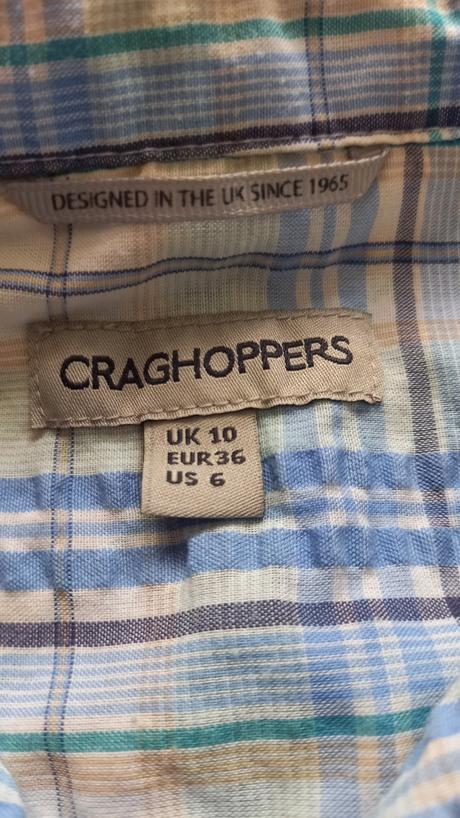 DESIGNED IN THE UK SINCE 1965
CRAGHOPPERS
UK 10
EUR36
US 6